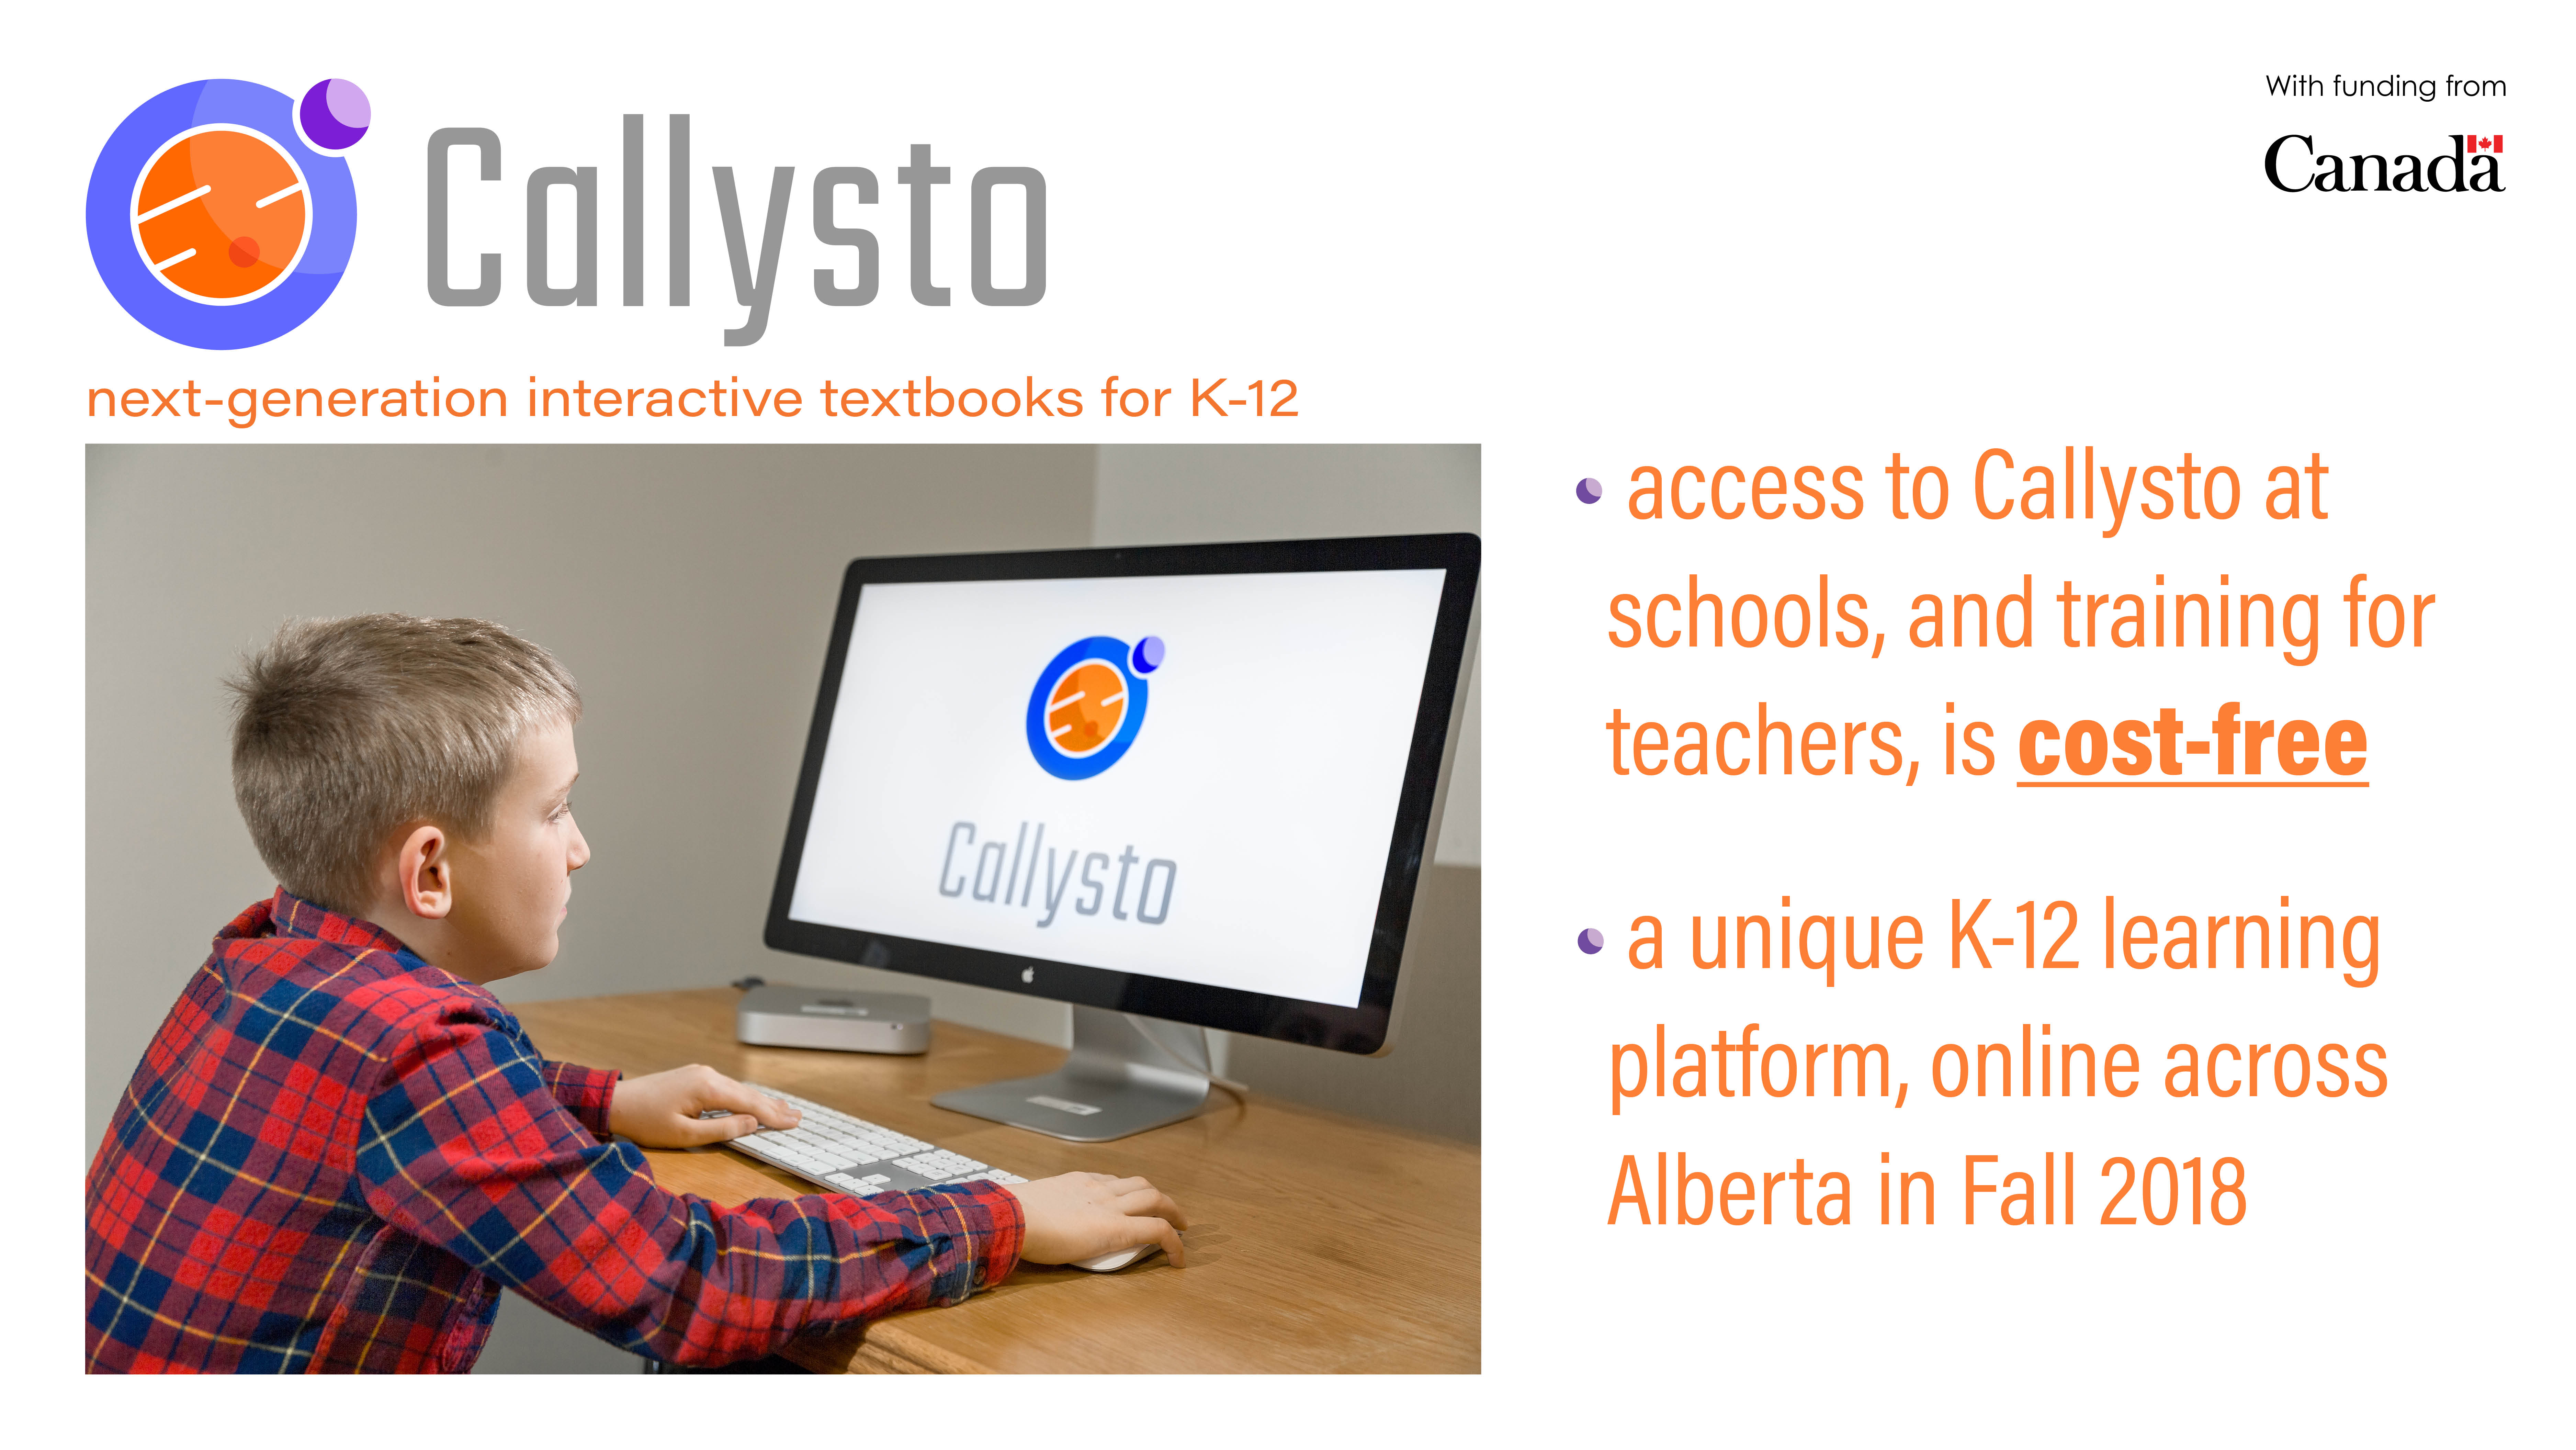 Callysto
With funding from
Canada
next-generation interactive textbooks for K-12
Callysto
• access to Callysto at
schools, and training for
teachers, is cost-free
• a unique K-12 learning
platform, online across
Alberta in Fall 2018